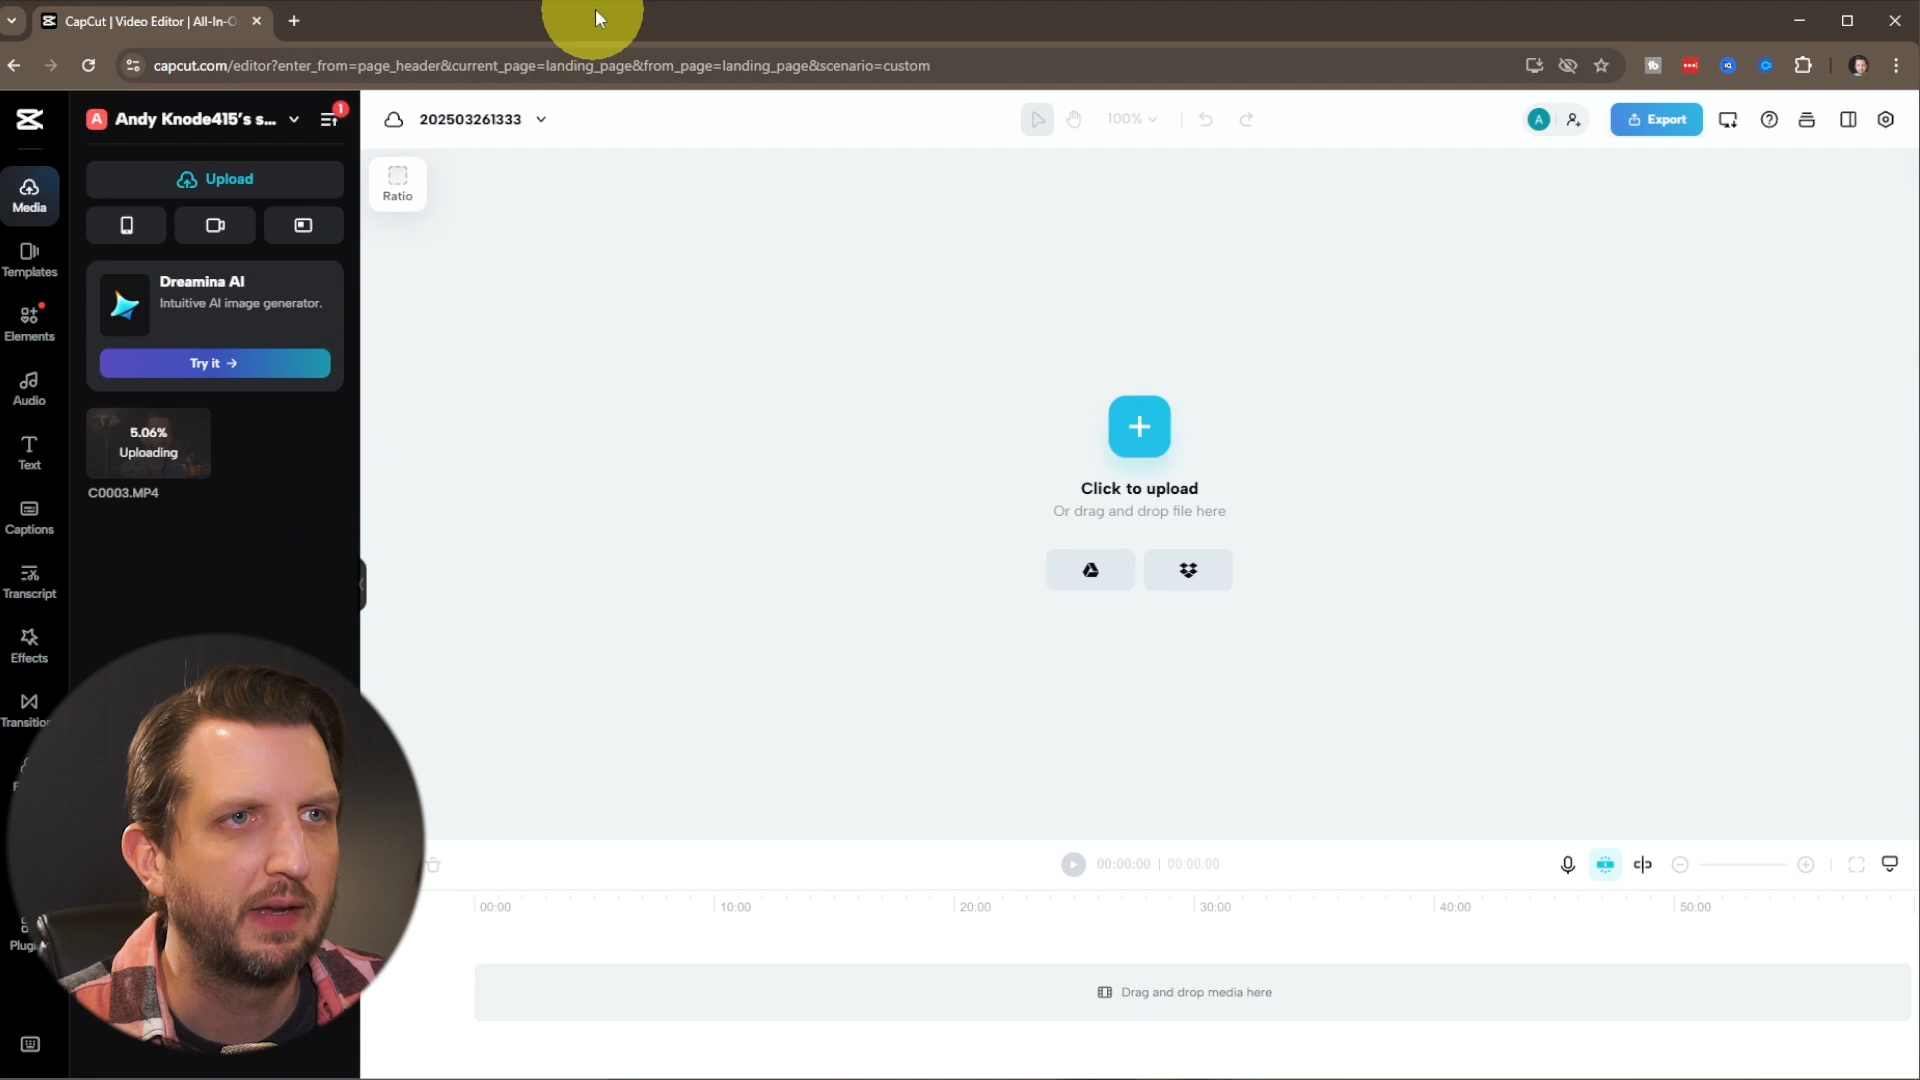 CapCut | Video Editor | All-In-O
capcut.com/editor?enter_from=page_header&current_page=landing_page&from_page=landing_page&scenario=custom
A Andy Knode415's s...
1
202503261333
100%
A
Export
Upload
Media
Ratio
Templates
Dreamina AI
Intuitive AI image generator.
Elements
Try it →
Audio
5.06%
Uploading
Text
C0003.MP4
Click to upload
Or drag and drop file here
Captions
Transcript
Effects
Transition
00:00:00 | 00:00:00
00:00
10:00
20:00
30:00
40:00
50:00
Drag and drop media here